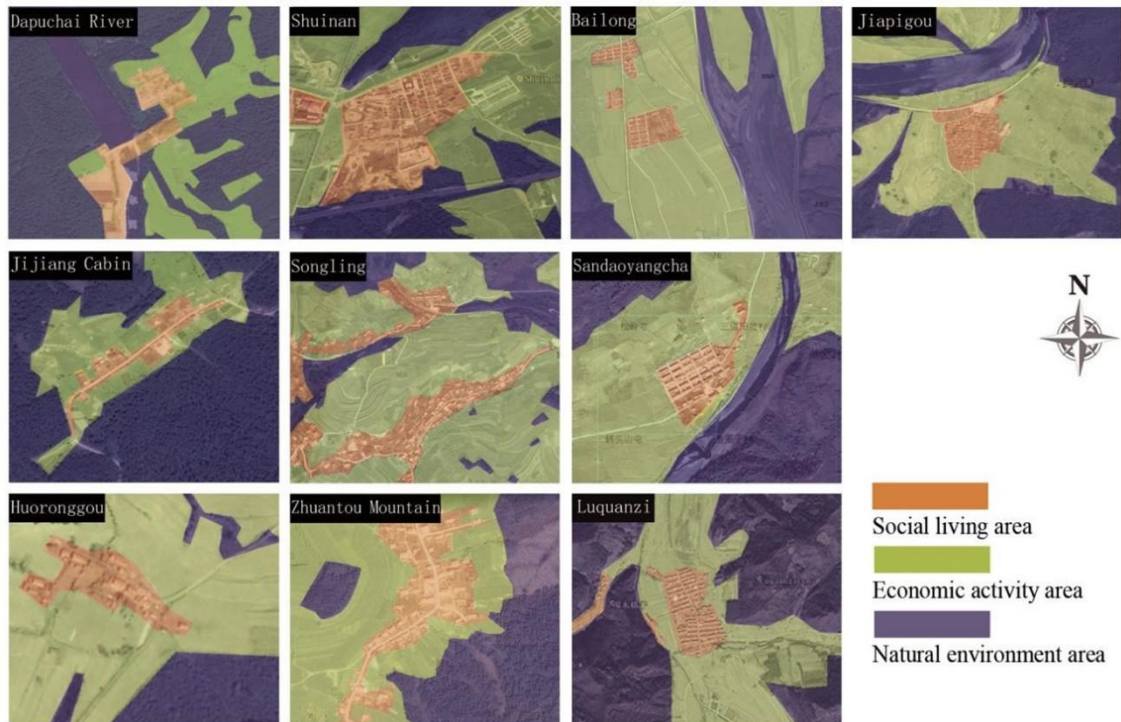 Dapuchai River
Shuinan
Bailong
Jiapigou
Jijiang Cabin
Songling
Sandaoyangcha
N
Huoronggou
Zhuantou Mountain
Luquanzi
Social living area
Economic activity area
Natural environment area